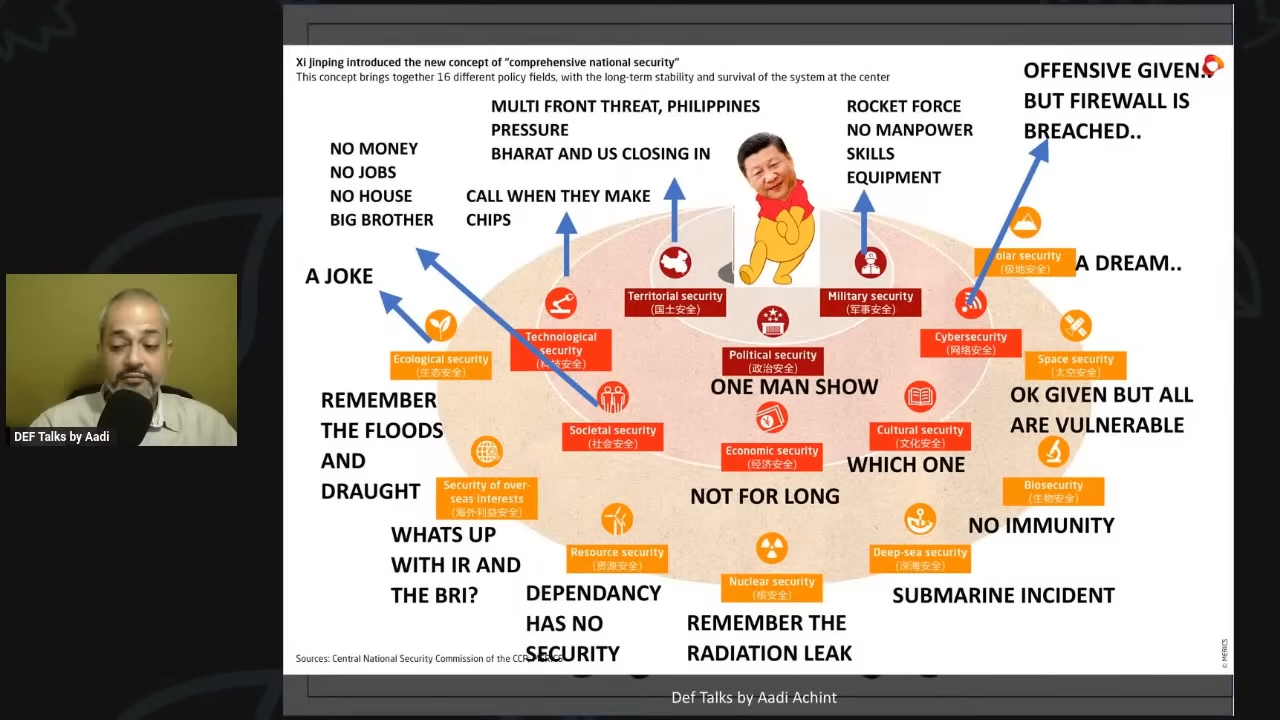 Xi Jinping introduced the new concept of "comprehensive national security"
This concept brings together 16 different policy fields, with the long-term stability and survival of the system at the center
OFFENSIVE GIVEN..
BUT FIREWALL IS
BREACHED..
MULTI FRONT THREAT, PHILIPPINES
PRESSURE
BHARAT AND US CLOSING IN
ROCKET FORCE
NO MANPOWER
SKILLS
EQUIPMENT
NO MONEY
NO JOBS
NO HOUSE
BIG BROTHER
CALL WHEN THEY MAKE
CHIPS
A JOKE
olar security
(极地安全)
A DREAM..
Territorial security
(国土安全)
Military security
(军事安全)
Technological
security
(科技安全)
Cybersecurity
(网络安全)
Ecological security
(生态安全)
Political security
(政治安全)
Space security
(太空安全)
ONE MAN SHOW
REMEMBER
THE FLOODS
AND
DRAUGHT
OK GIVEN BUT ALL
ARE VULNERABLE
Societal security
(社会安全)
Economic security
(经济安全)
Cultural security
(文化安全)
WHICH ONE
DEF Talks by Aadi
Security of over-
seas interests
(海外利益安全)
NOT FOR LONG
Biosecurity
(生物安全)
NO IMMUNITY
WHATS UP
WITH IR AND
THE BRI?
Resource security
(资源安全)
Nuclear security
(核安全)
Deep-sea security
(深海安全)
DEPENDANCY
HAS NO
SECURITY
REMEMBER THE
RADIATION LEAK
SUBMARINE INCIDENT
Sources: Central National Security Commission of the CCP,
© MERICS
Def Talks by Aadi Achint